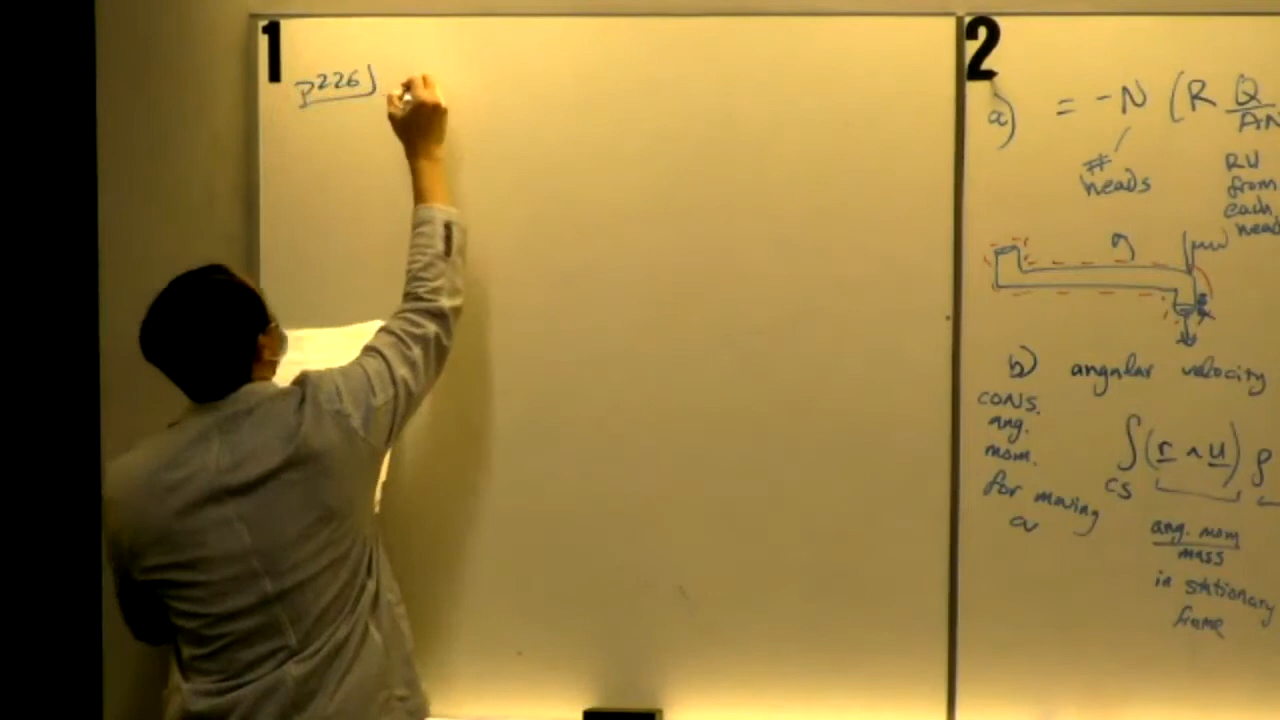 1
P226
2
a) = -N (R Q/AN
# heads
RU from each head
b) angular velocity
cons. ang. mom. for moving
∫cs (r ∧ u) ρ
ang. mom / mass
in stationary frame